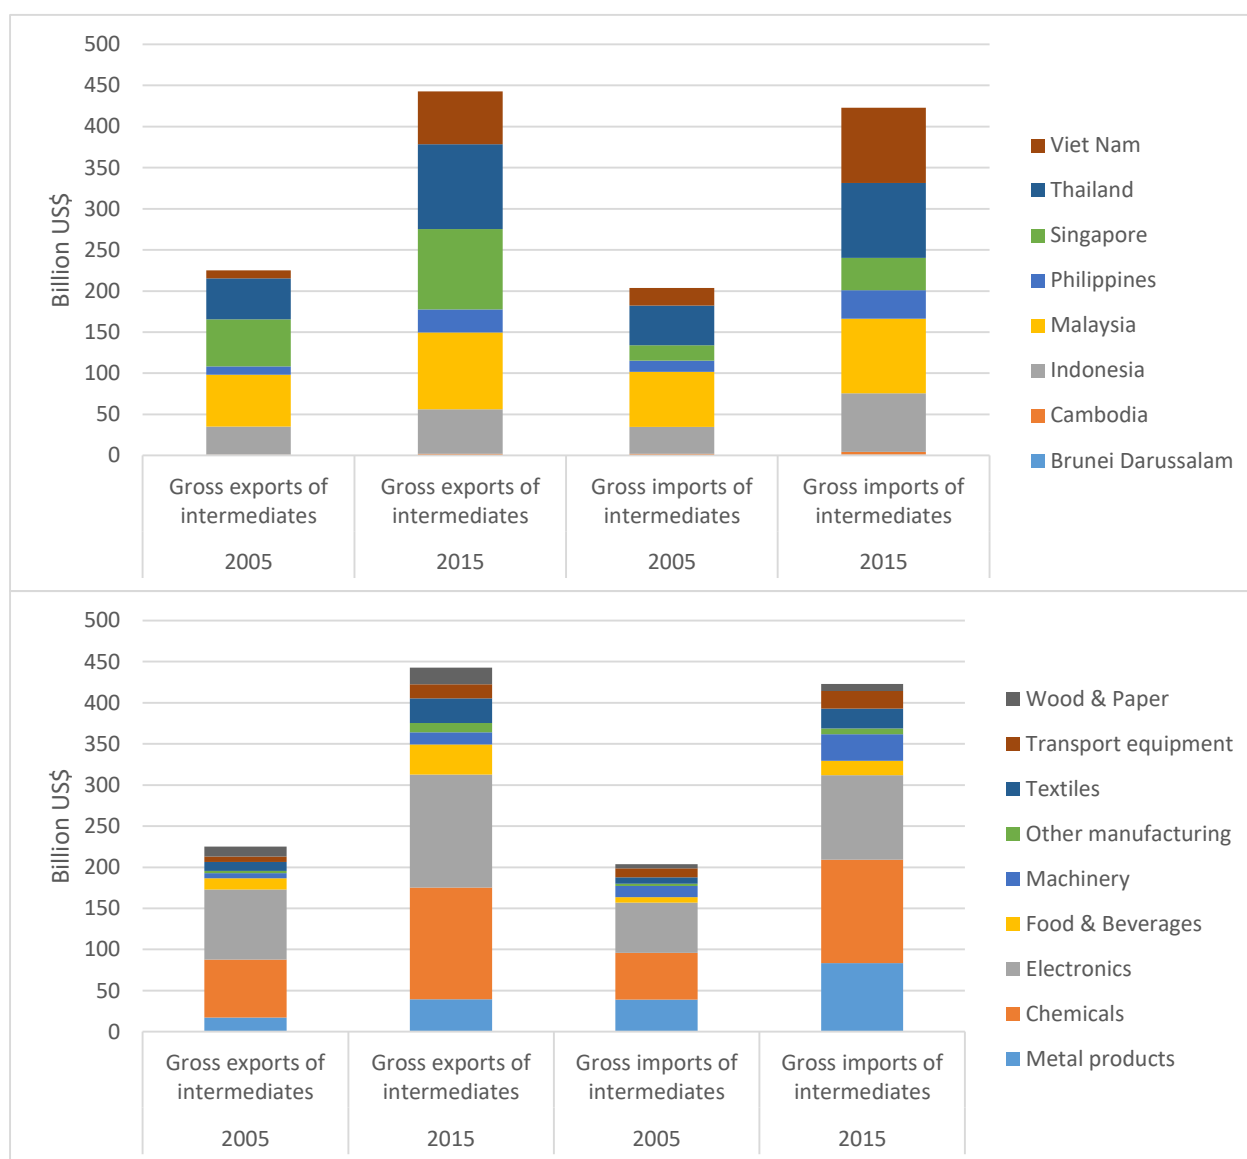 500
450
400
350
300
250
200
150
100
50
0
Billion US$
Gross exports of
intermediates
2005
Gross exports of
intermediates
2015
Gross imports of
intermediates
2005
Gross imports of
intermediates
2015
Viet Nam
Thailand
Singapore
Philippines
Malaysia
Indonesia
Cambodia
Brunei Darussalam
500
450
400
350
300
250
200
150
100
50
0
Billion US$
Gross exports of
intermediates
2005
Gross exports of
intermediates
2015
Gross imports of
intermediates
2005
Gross imports of
intermediates
2015
Wood & Paper
Transport equipment
Textiles
Other manufacturing
Machinery
Food & Beverages
Electronics
Chemicals
Metal products